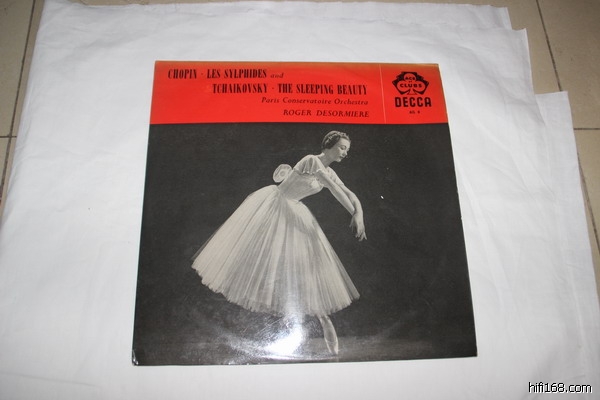 CHOPIN · LES SYLPHIDES and
TCHAIKOVSKY · THE SLEEPING BEAUTY
Paris Conservatoire Orchestra
ROGER DESORMIERE
ACE
OF
CLUBS
DECCA
hifi168.com